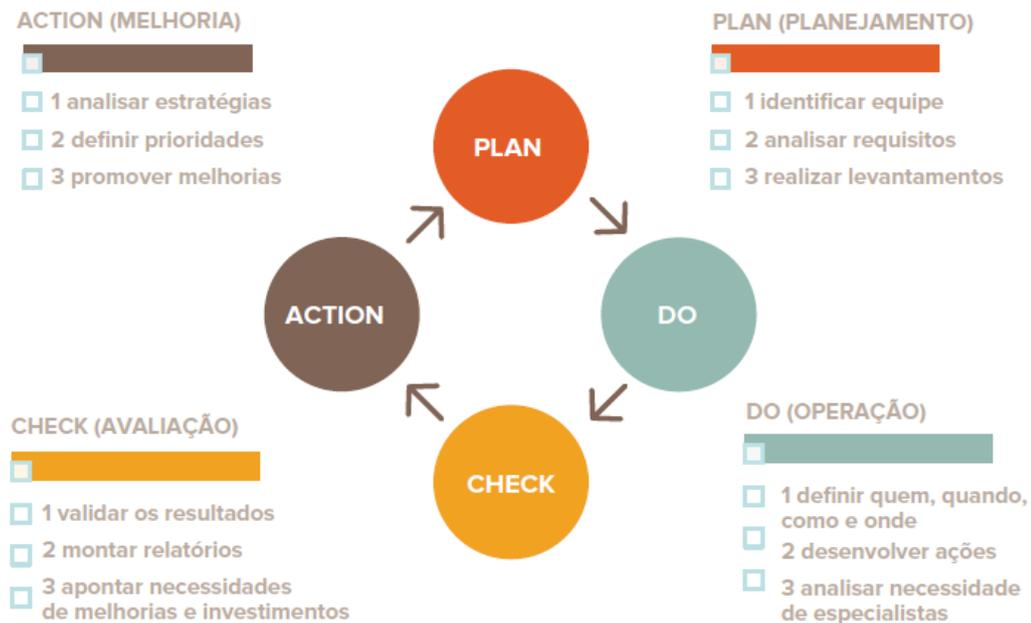 ACTION (MELHORIA)
1 analisar estratégias
2 definir prioridades
3 promover melhorias
PLAN (PLANEJAMENTO)
1 identificar equipe
2 analisar requisitos
3 realizar levantamentos
PLAN
ACTION
DO
CHECK
CHECK (AVALIAÇÃO)
1 validar os resultados
2 montar relatórios
3 apontar necessidades
de melhorias e investimentos
DO (OPERAÇÃO)
1 definir quem, quando,
como e onde
2 desenvolver ações
3 analisar necessidade
de especialistas